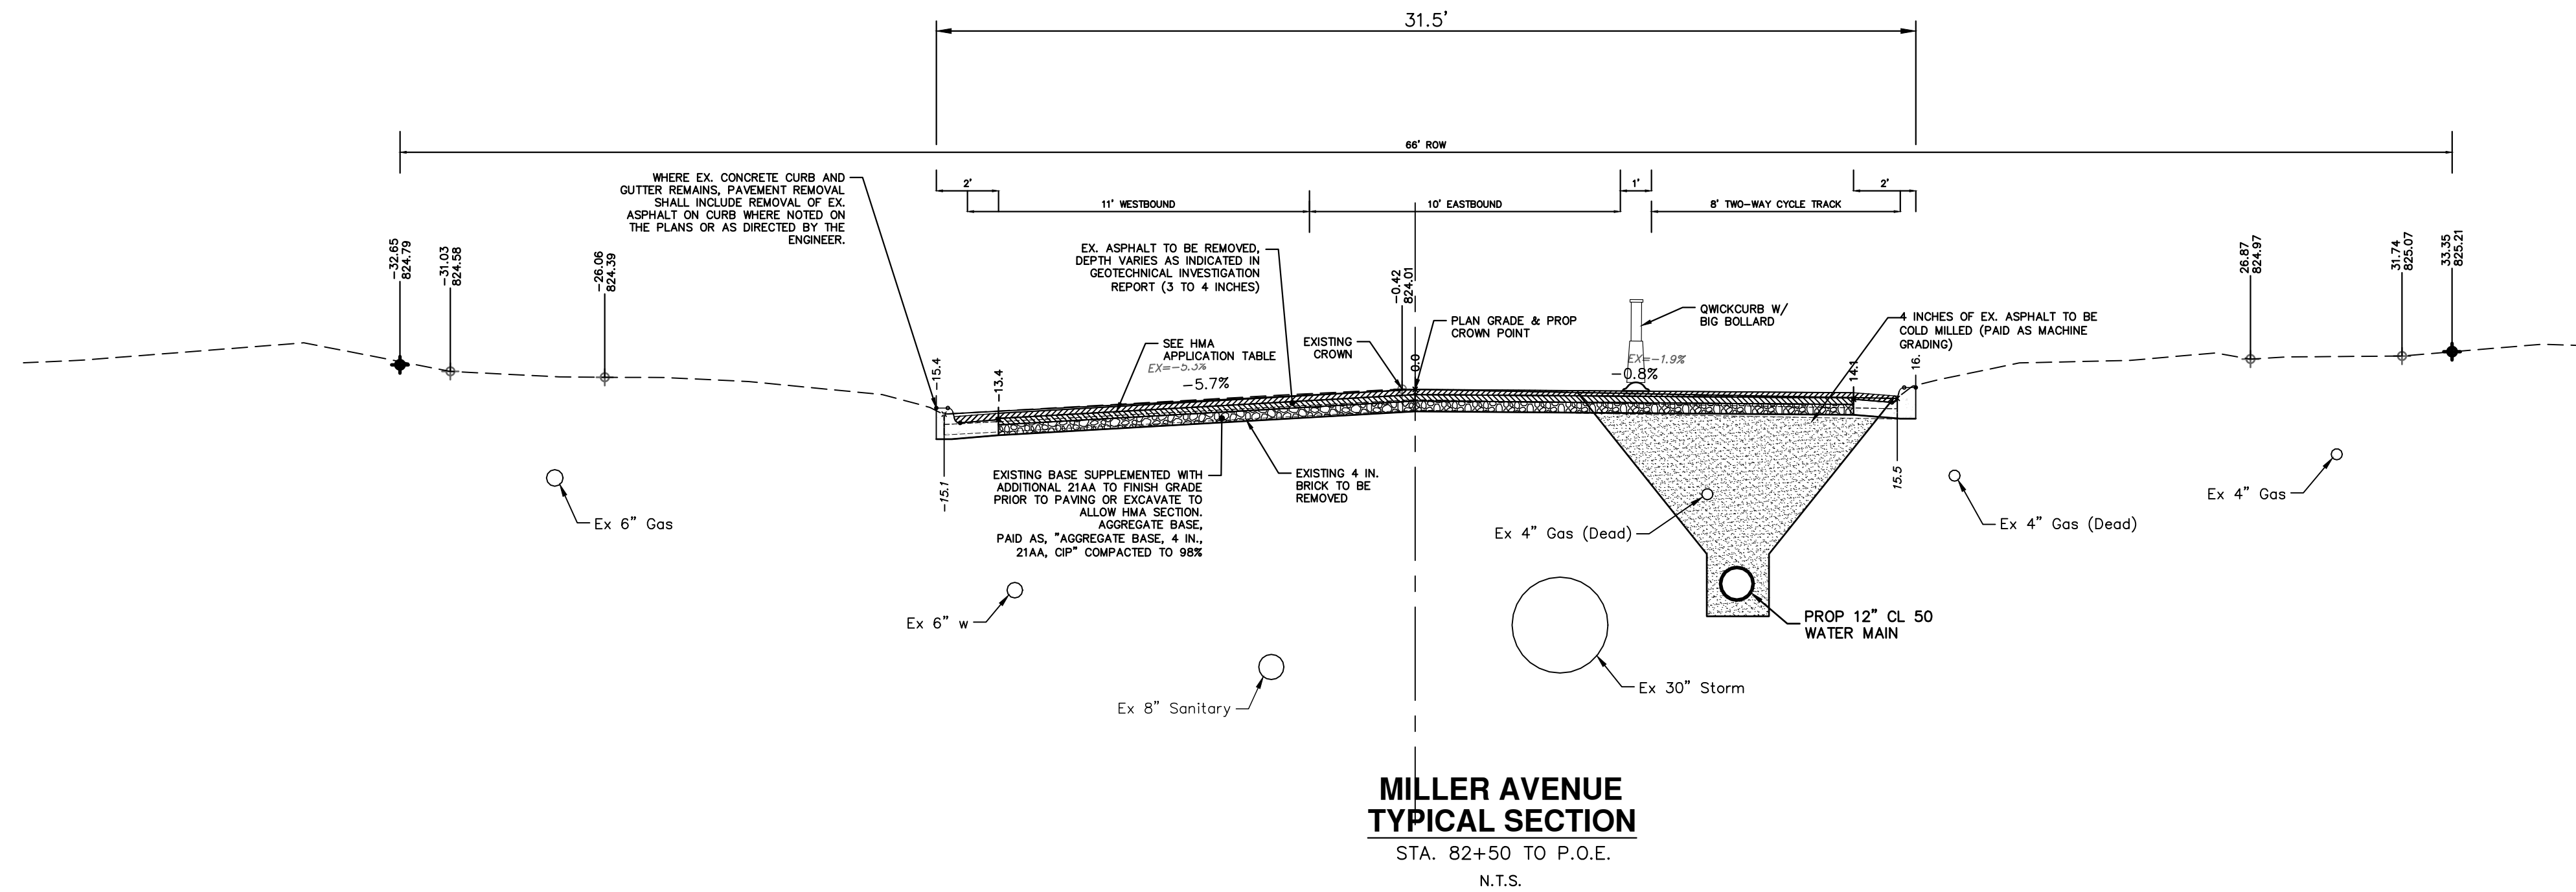 31.5'
66' ROW
2'
11' WESTBOUND
10' EASTBOUND
1'
8' TWO-WAY CYCLE TRACK
2'
WHERE EX. CONCRETE CURB AND
GUTTER REMAINS, PAVEMENT REMOVAL
SHALL INCLUDE REMOVAL OF EX.
ASPHALT ON CURB WHERE NOTED ON
THE PLANS OR AS DIRECTED BY THE
ENGINEER.
EX. ASPHALT TO BE REMOVED,
DEPTH VARIES AS INDICATED IN
GEOTECHNICAL INVESTIGATION
REPORT (3 TO 4 INCHES)
-32.65
824.79
-31.03
824.58
-26.06
824.39
-0.42
824.01
26.87
824.97
31.74
825.07
33.35
825.21
SEE HMA
APPLICATION TABLE
EX=-5.3%
-5.7%
EXISTING
CROWN
0.0
PLAN GRADE & PROP
CROWN POINT
QWICKCURB W/
BIG BOLLARD
EX=-1.9%
-0.8%
4 INCHES OF EX. ASPHALT TO BE
COLD MILLED (PAID AS MACHINE
GRADING)
-15.4
-13.4
14.1
16.
-15.1
15.5
EXISTING BASE SUPPLEMENTED WITH
ADDITIONAL 21AA TO FINISH GRADE
PRIOR TO PAVING OR EXCAVATE TO
ALLOW HMA SECTION.
AGGREGATE BASE,
PAID AS, "AGGREGATE BASE, 4 IN.,
21AA, CIP" COMPACTED TO 98%
EXISTING 4 IN.
BRICK TO BE
REMOVED
Ex 6" Gas
Ex 4" Gas (Dead)
Ex 4" Gas (Dead)
Ex 4" Gas
Ex 6" w
PROP 12" CL 50
WATER MAIN
Ex 8" Sanitary
Ex 30" Storm
MILLER AVENUE
TYPICAL SECTION
STA. 82+50 TO P.O.E.
N.T.S.